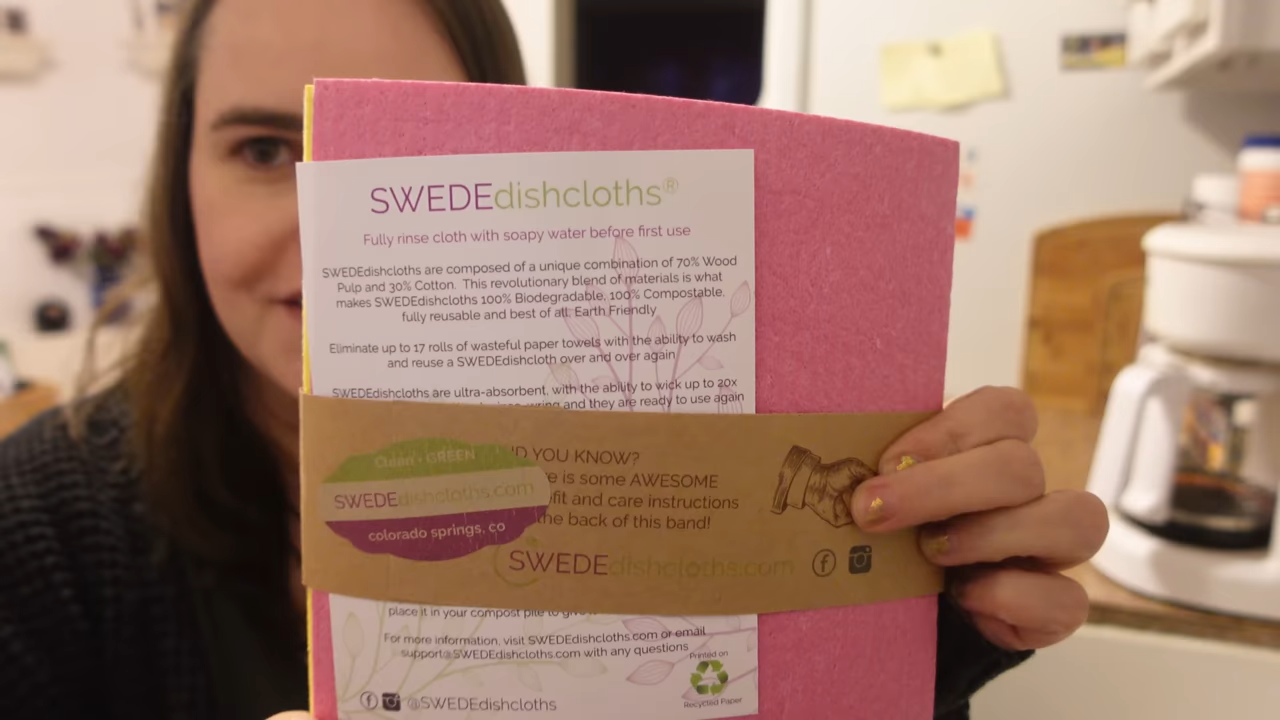 SWEDEdishcloths®
Fully rinse cloth with soapy water before first use
SWEDEdishcloths are composed of a unique combination of 70% Wood
Pulp and 30% Cotton. This revolutionary blend of materials is what
makes SWEDEdishcloths 100% Biodegradable, 100% Compostable,
fully reusable and best of all, Earth Friendly
Eliminate up to 17 rolls of wasteful paper towels with the ability to wash
and reuse a SWEDEdishcloth over and over again
SWEDEdishcloths are ultra-absorbent, with the ability to wick up to 20x
and they are ready to use again
Clean • GREEN
SWEDEdishcloths.com
colorado springs, co
D YOU KNOW?
re is some AWESOME
efit and care instructions
he back of this band!
SWEDEdishcloths.com
place it in your compost pile to
For more information, visit SWEDEdishcloths.com or email
support@SWEDEdishcloths.com with any questions
Printed on
Recycled Paper
@SWEDEdishcloths